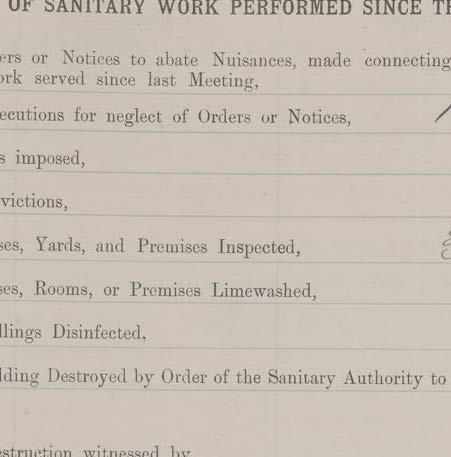 OF SANITARY WORK PERFORMED SINCE TH
ers or Notices to abate Nuisances, made connecting
ork served since last Meeting,
ecutions for neglect of Orders or Notices,
s imposed,
victions,
ses, Yards, and Premises Inspected,
ses, Rooms, or Premises Limewashed,
llings Disinfected,
lding Destroyed by Order of the Sanitary Authority to
estruction witnessed by